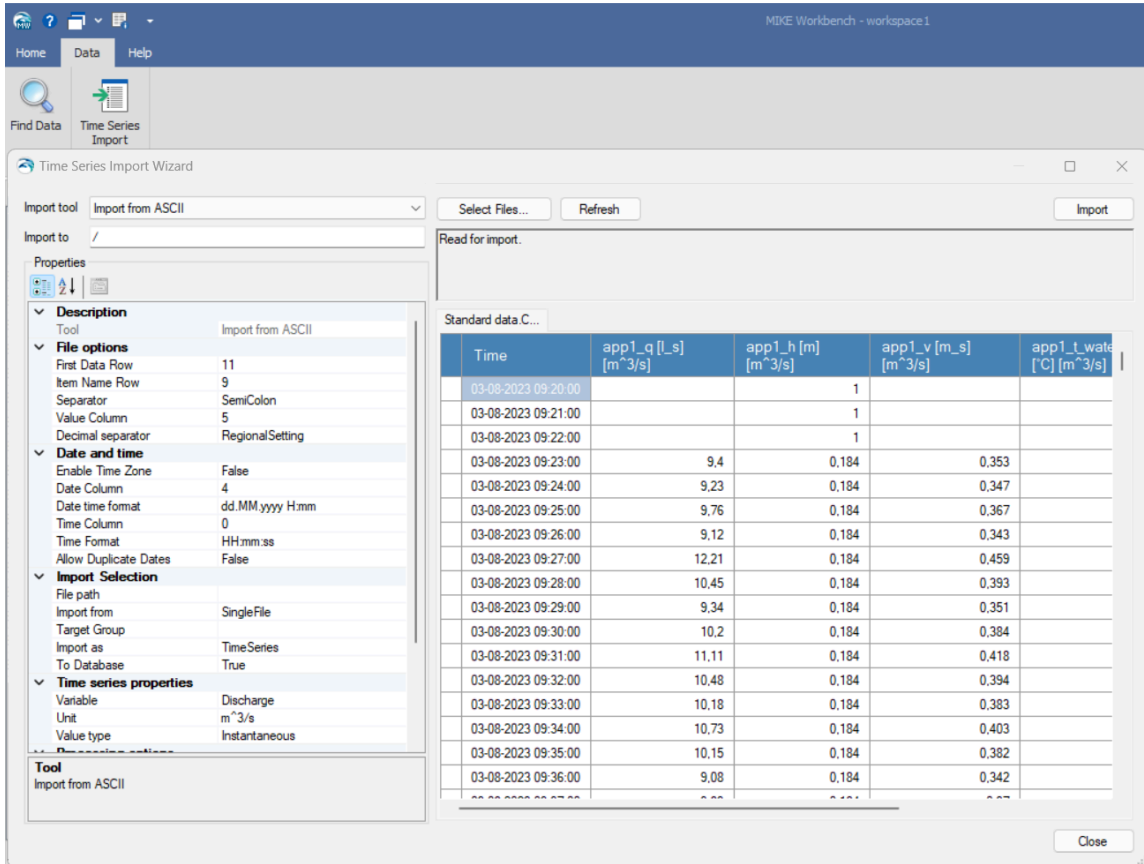 MIKE Workbench - workspace1
Home Data Help
Find Data
Time Series Import
Time Series Import Wizard
Import tool Import from ASCII
Select Files... Refresh Import
Import to /
Read for import.
Properties
Description
Tool Import from ASCII
File options
First Data Row 11
Item Name Row 9
Separator SemiColon
Value Column 5
Decimal separator RegionalSetting
Date and time
Enable Time Zone False
Date Column 4
Date time format dd.MM.yyyy H:mm
Time Column 0
Time Format HH:mm:ss
Allow Duplicate Dates False
Import Selection
File path
Import from SingleFile
Target Group
Import as TimeSeries
To Database True
Time series properties
Variable Discharge
Unit m^3/s
Value type Instantaneous
Tool
Import from ASCII
Standard data.C...
Time app1_q [l_s] [m^3/s] app1_h [m] [m^3/s] app1_v [m_s] [m^3/s] app1_t_wate [°C] [m^3/s]
03-08-2023 09:20:00 1
03-08-2023 09:21:00 1
03-08-2023 09:22:00 1
03-08-2023 09:23:00 9,4 0,184 0,353
03-08-2023 09:24:00 9,23 0,184 0,347
03-08-2023 09:25:00 9,76 0,184 0,367
03-08-2023 09:26:00 9,12 0,184 0,343
03-08-2023 09:27:00 12,21 0,184 0,459
03-08-2023 09:28:00 10,45 0,184 0,393
03-08-2023 09:29:00 9,34 0,184 0,351
03-08-2023 09:30:00 10,2 0,184 0,384
03-08-2023 09:31:00 11,11 0,184 0,418
03-08-2023 09:32:00 10,48 0,184 0,394
03-08-2023 09:33:00 10,18 0,184 0,383
03-08-2023 09:34:00 10,73 0,184 0,403
03-08-2023 09:35:00 10,15 0,184 0,382
03-08-2023 09:36:00 9,08 0,184 0,342
Close